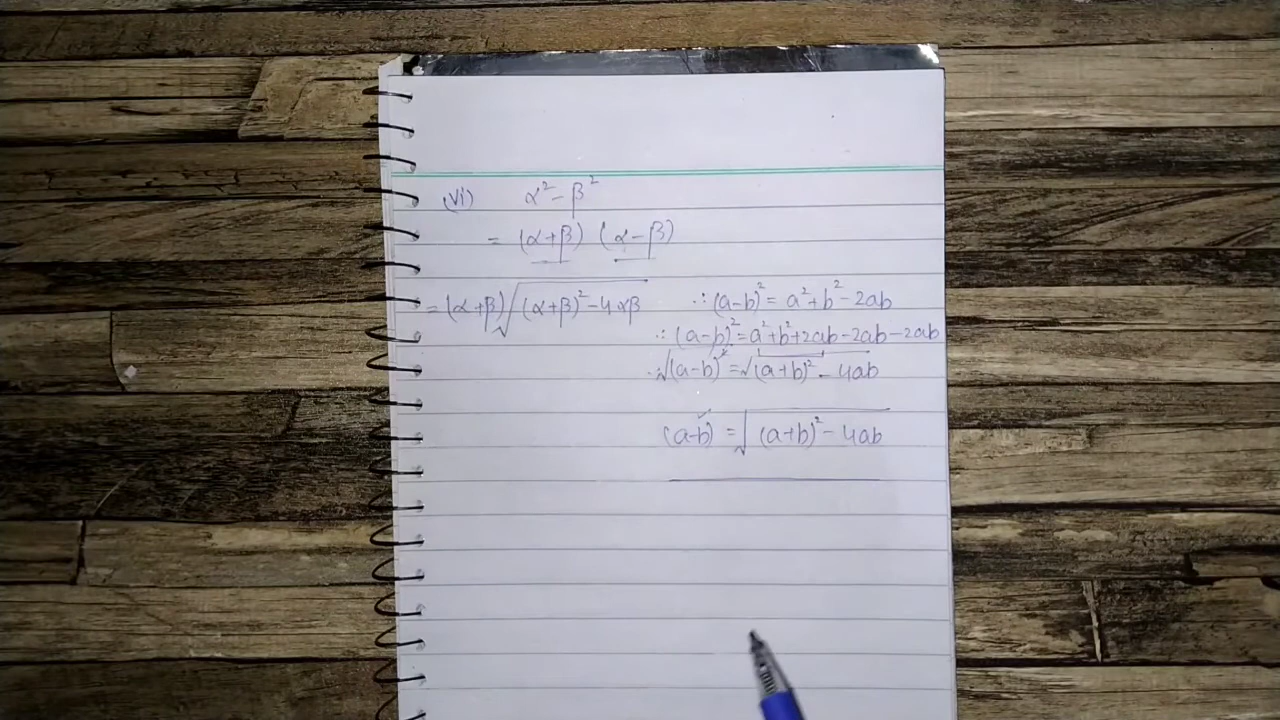 (vi) α² - β²
= (α+β) (α-β)
= (α+β)√(α+β)² - 4αβ
∴ (a-b)² = a² + b² - 2ab
∴ (a-b)² = a²+b²+2ab-2ab-2ab
∴ √(a-b)² = √(a+b)² - 4ab
(a-b) = √(a+b)² - 4ab